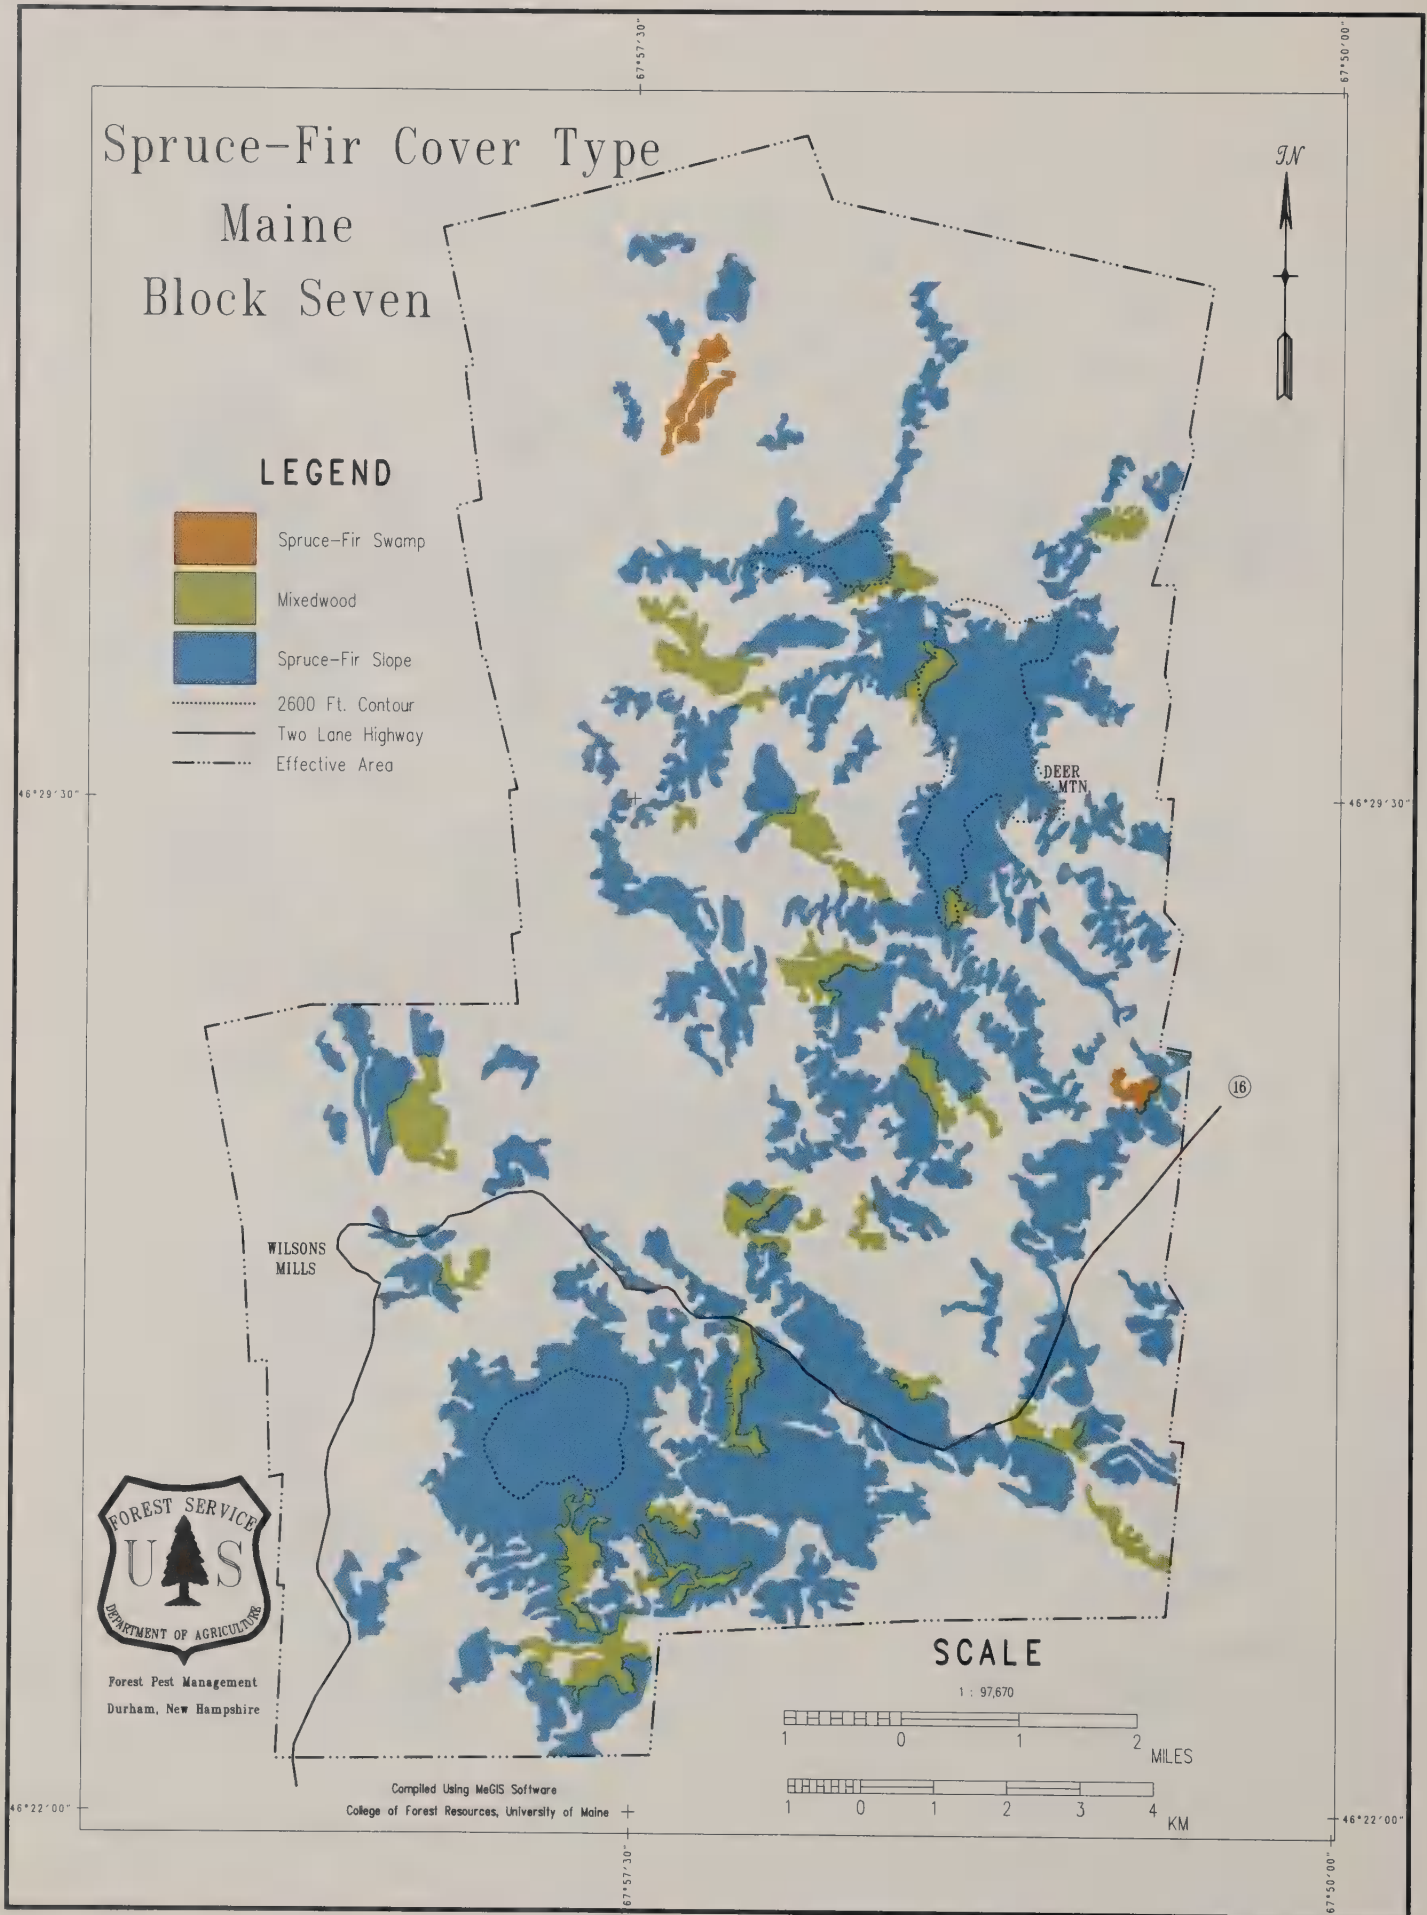 67°57'30"
67°50'00"
Spruce-Fir Cover Type
Maine
Block Seven
IN
LEGEND
Spruce-Fir Swamp
Mixedwood
Spruce-Fir Slope
2600 Ft. Contour
Two Lane Highway
Effective Area
46°29'30"
46°29'30"
DEER
MTN
16
WILSONS
MILLS
FOREST SERVICE
U S
DEPARTMENT OF AGRICULTURE
Forest Pest Management
Durham, New Hampshire
SCALE
1 : 97,670
1 0 1 2
MILES
1 0 1 2 3 4
KM
Compiled Using MeGIS Software
College of Forest Resources, University of Maine
46°22'00"
46°22'00"
67°57'30"
67°50'00"